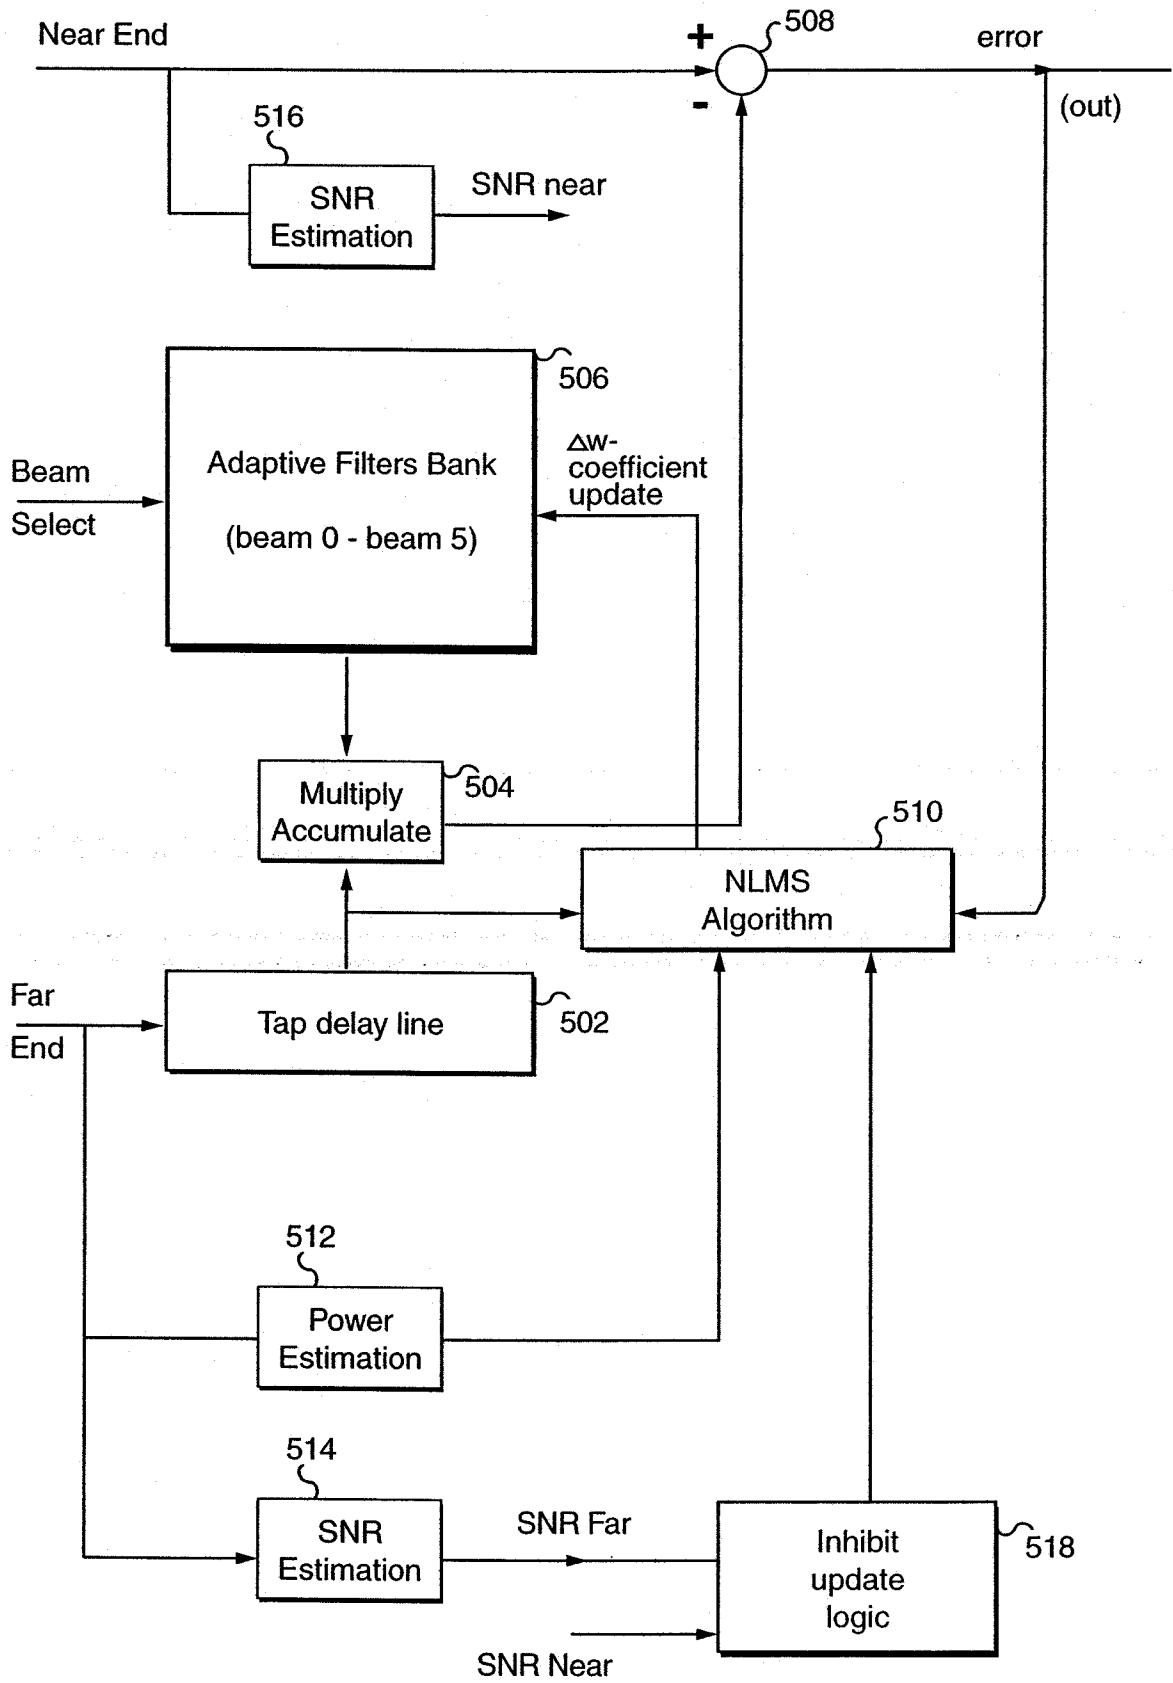 Near End
+
508
error
-
(out)
516
SNR
Estimation
SNR near
506
Adaptive Filters Bank
(beam 0 - beam 5)
Beam
Select
Δw-
coefficient
update
Multiply
Accumulate
504
510
NLMS
Algorithm
Far
End
Tap delay line
502
512
Power
Estimation
514
SNR
Estimation
SNR Far
Inhibit
update
logic
518
SNR Near